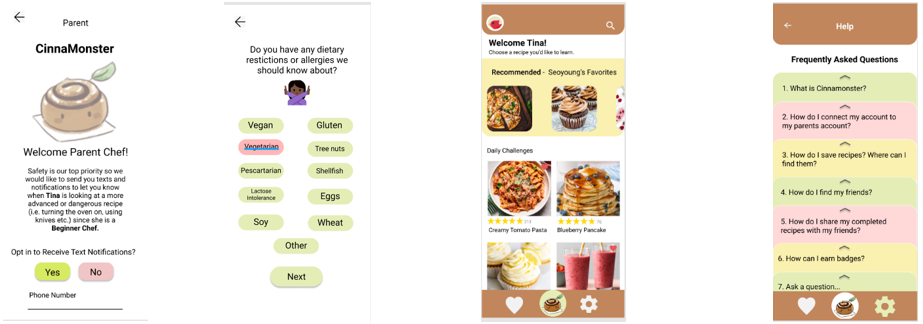 Parent
CinnaMonster
Welcome Parent Chef!
Safety is our top priority so we
would like to send you texts and
notifications to let you know
when Tina is looking at a more
advanced or dangerous recipe
(i.e. turning the oven on, using
knives etc.) since she is a
Beginner Chef.
Opt in to Receive Text Notifications?
Yes No
Phone Number
Do you have any dietary
restictions or allergies we
should know about?
Vegan Gluten
Vegetarian Tree nuts
Pescartarian Shellfish
Lactose
Intolerance
Eggs
Soy Wheat
Other
Next
Welcome Tina!
Choose a recipe you'd like to learn.
Recommended - Seoyoung's Favorites
Daily Challenges
Creamy Tomato Pasta Blueberry Pancake
Help
Frequently Asked Questions
1. What is Cinnamonster?
2. How do I connect my account to
my parents account?
3. How do I save recipes? Where can I
find them?
4. How do I find my friends?
5. How do I share my completed
recipes with my friends?
6. How can I earn badges?
7. Ask a question...